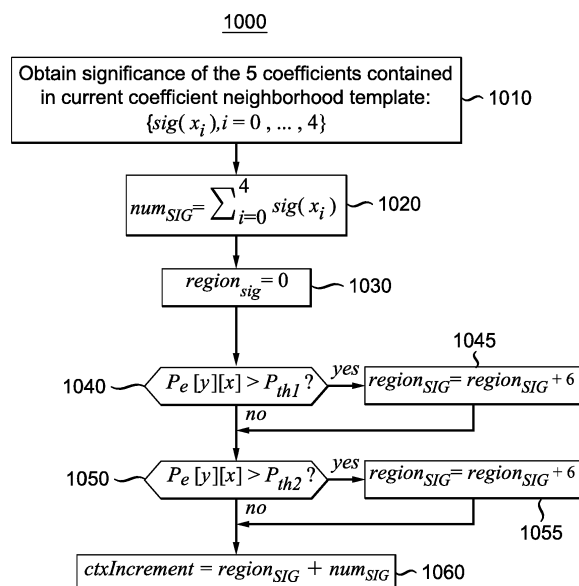 1000
Obtain significance of the 5 coefficients contained
in current coefficient neighborhood template:
{sig(x_i), i = 0 , ... , 4}
1010
num_SIG = ∑_{i=0}^{4} sig(x_i)
1020
region_sig = 0
1030
1040
P_e[y][x] > P_th1 ?
yes
1045
region_SIG = region_SIG + 6
no
1050
P_e[y][x] > P_th2 ?
yes
region_SIG = region_SIG + 6
1055
no
ctxIncrement = region_SIG + num_SIG
1060